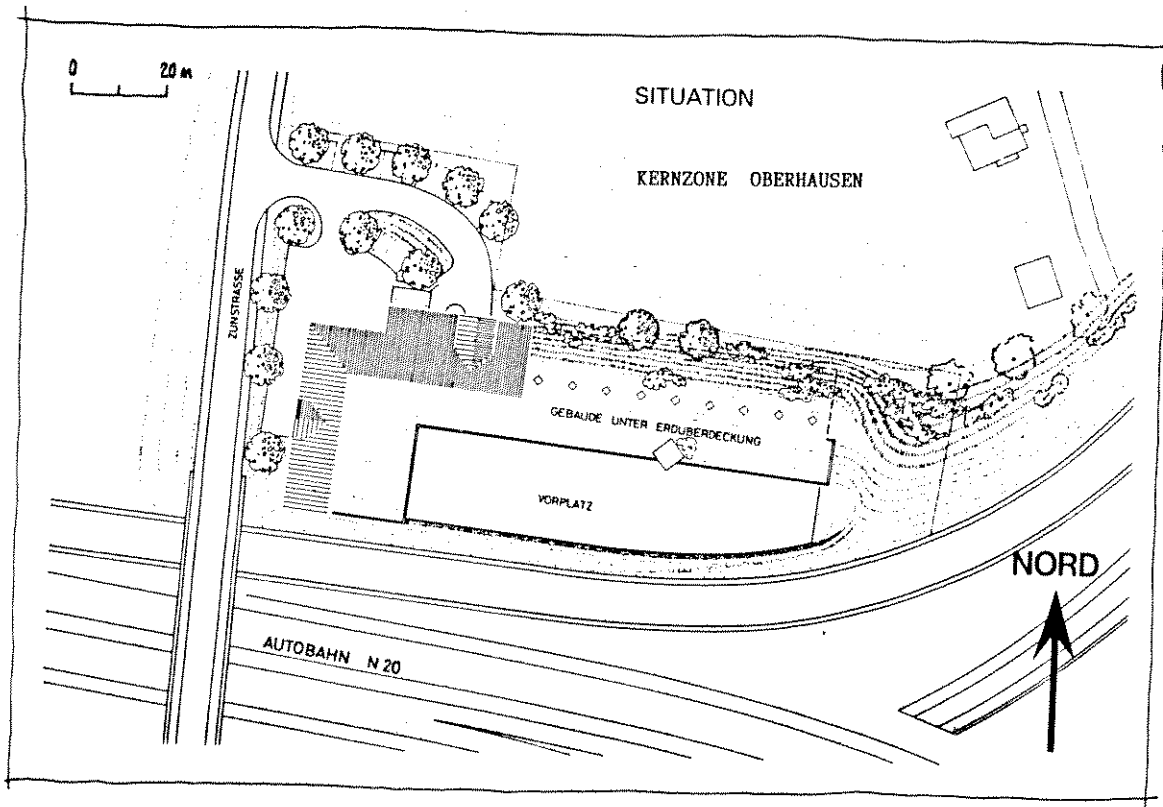 0 20 m
SITUATION
KERNZONE OBERHAUSEN
ZUNSTRASSE
GEBAUDE UNTER ERDUBERDECKUNG
VORPLATZ
NORD
AUTOBAHN N 20